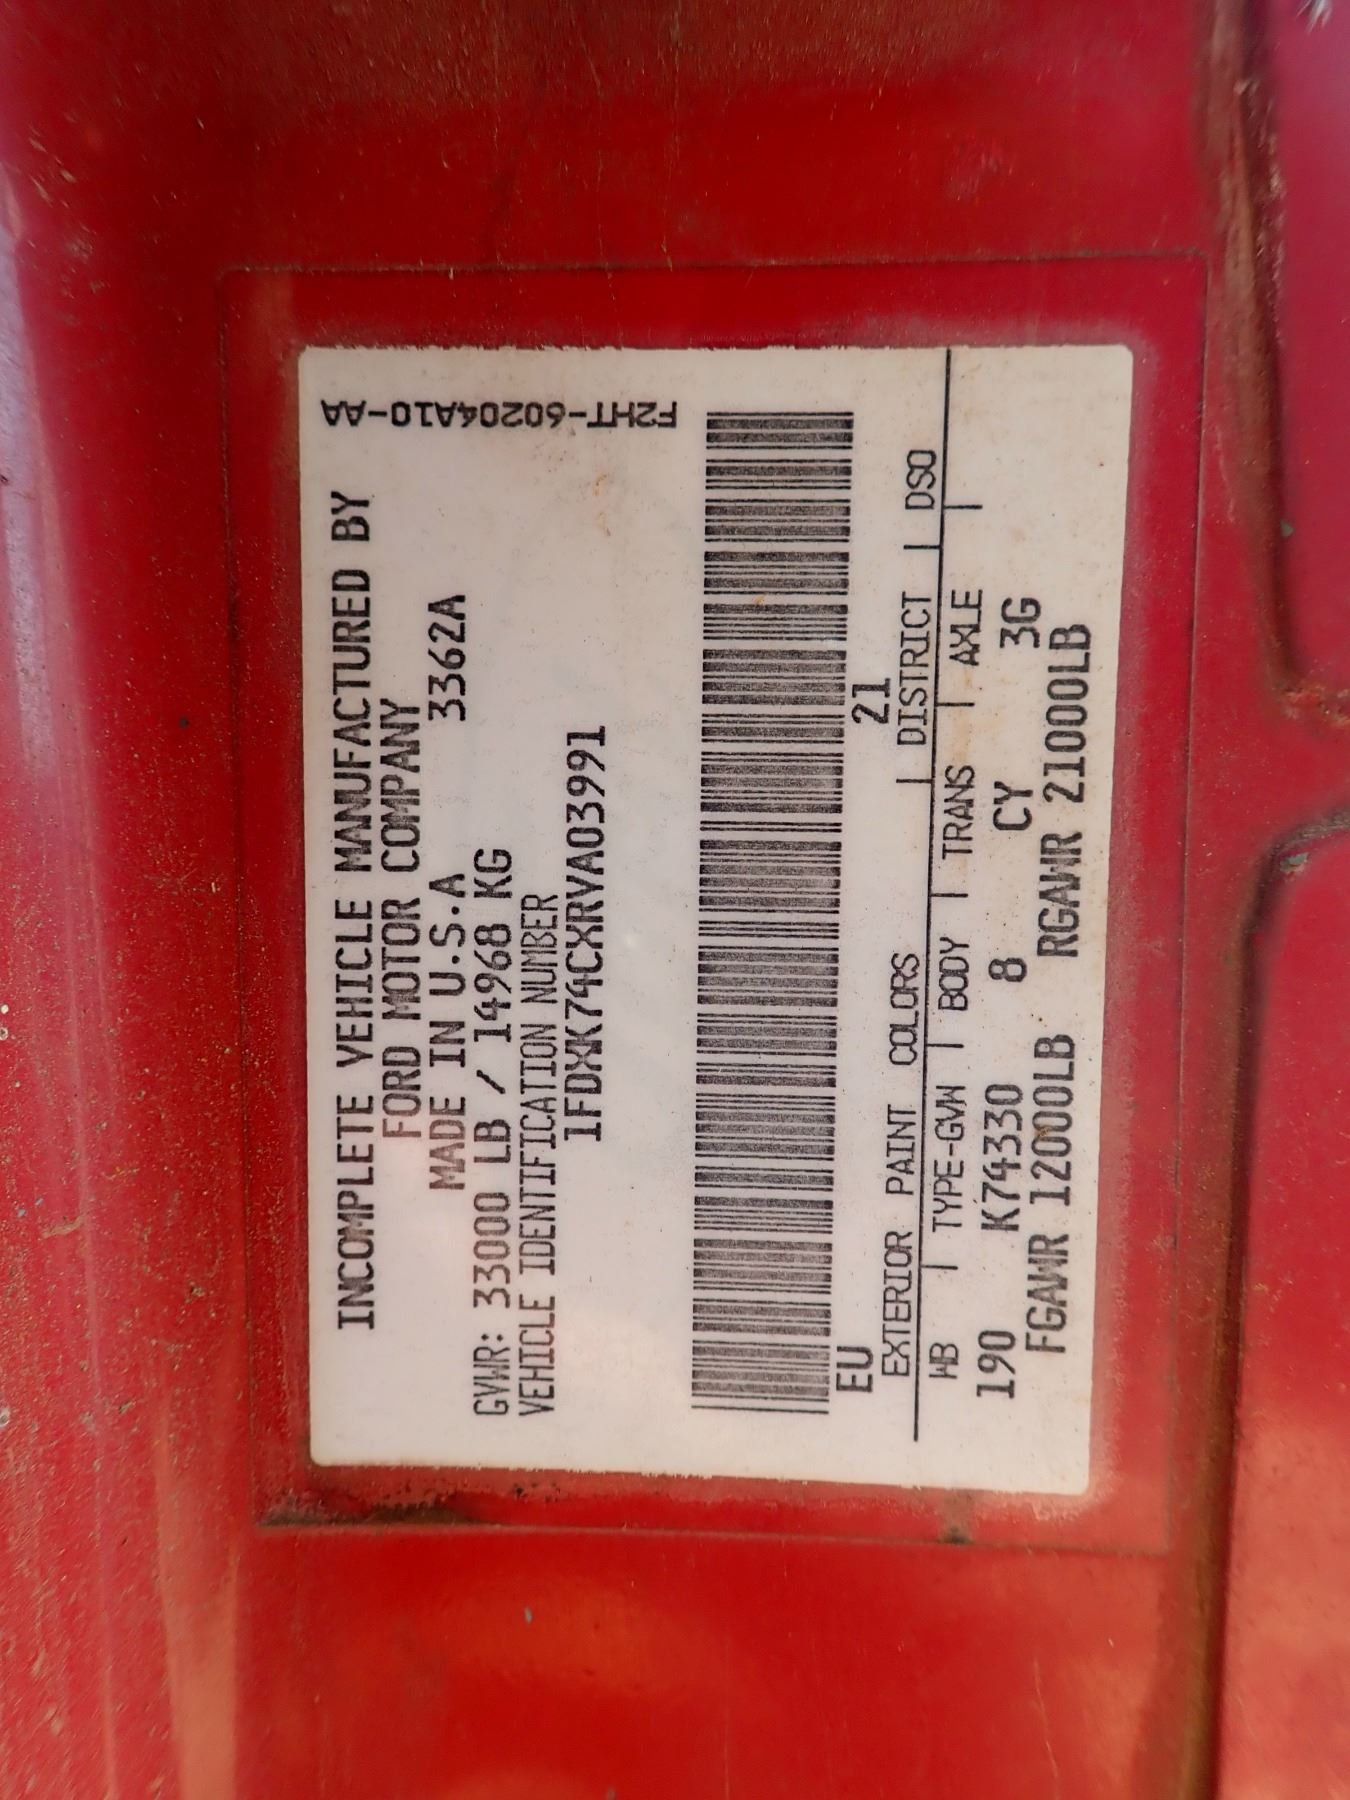 INCOMPLETE VEHICLE MANUFACTURED BY
FORD MOTOR COMPANY
MADE IN U.S.A 3362A
GVWR: 33000 LB / 14968 KG
VEHICLE IDENTIFICATION NUMBER
1FDXK74CXRVA03991
F2HT-60204A10-AA
EU 21
EXTERIOR PAINT COLORS | DISTRICT | DSO
WB | TYPE-GVW | BODY | TRANS | AXLE |
190 K74330 8 CY 3G
FGAWR 12000LB RGAWR 21000LB